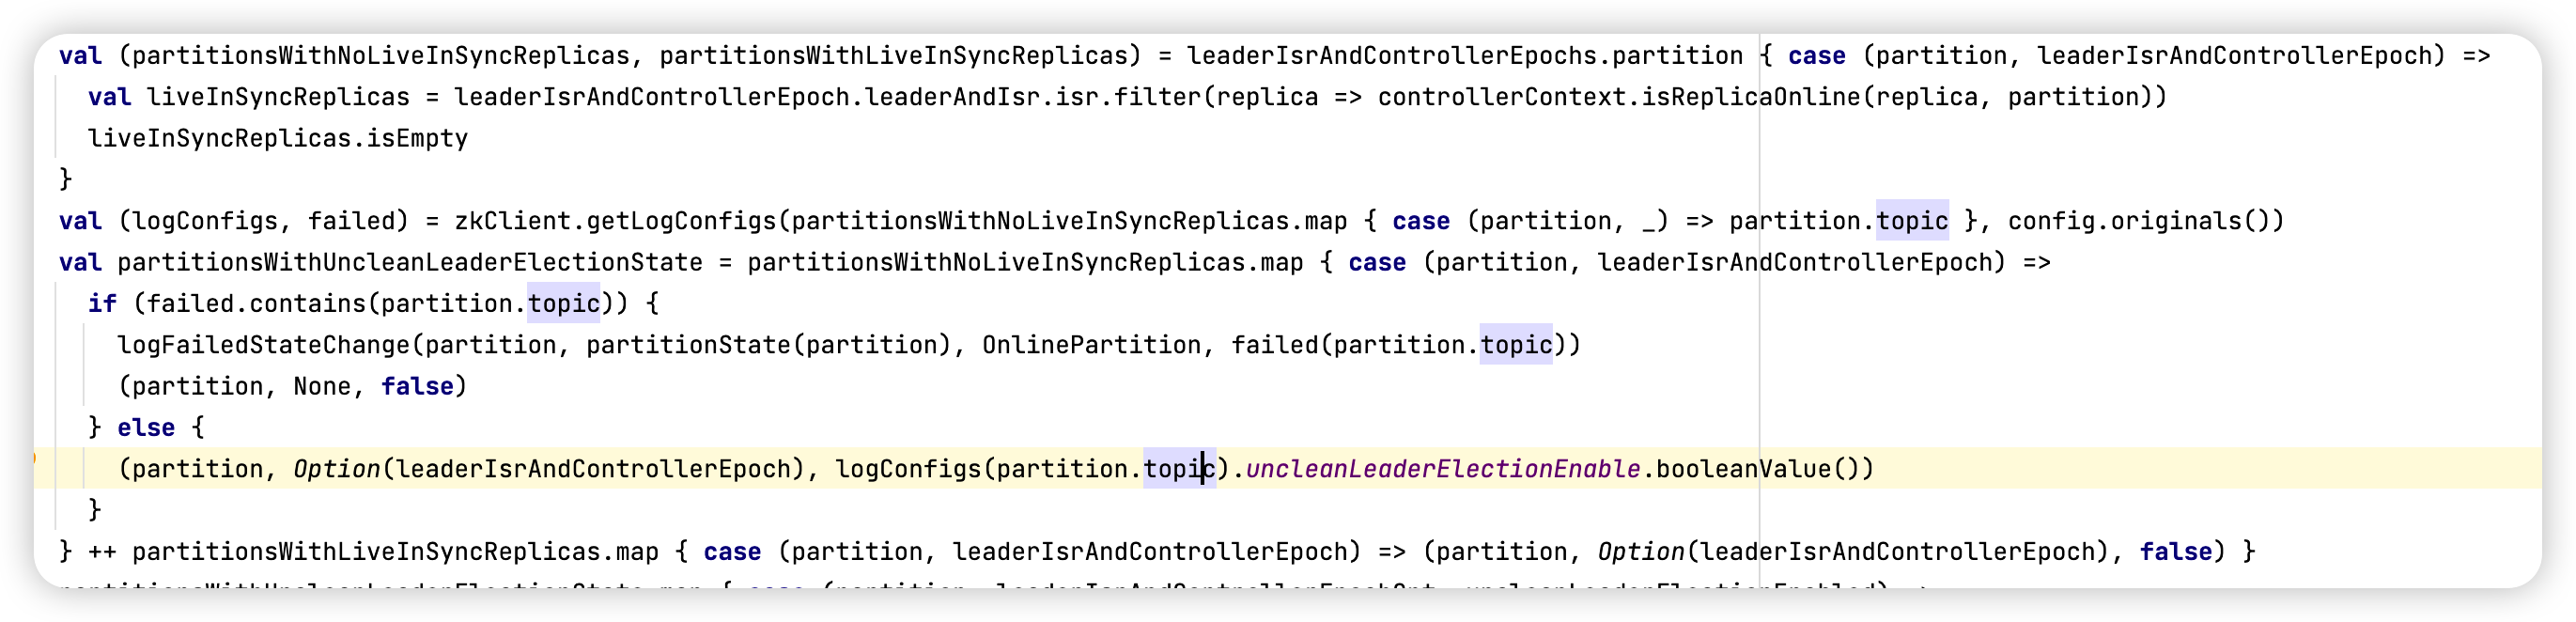 val (partitionsWithNoLiveInSyncReplicas, partitionsWithLiveInSyncReplicas) = leaderIsrAndControllerEpochs.partition { case (partition, leaderIsrAndControllerEpoch) =>
  val liveInSyncReplicas = leaderIsrAndControllerEpoch.leaderAndIsr.isr.filter(replica => controllerContext.isReplicaOnline(replica, partition))
  liveInSyncReplicas.isEmpty
}
val (logConfigs, failed) = zkClient.getLogConfigs(partitionsWithNoLiveInSyncReplicas.map { case (partition, _) => partition.topic }, config.originals())
val partitionsWithUncleanLeaderElectionState = partitionsWithNoLiveInSyncReplicas.map { case (partition, leaderIsrAndControllerEpoch) =>
  if (failed.contains(partition.topic)) {
    logFailedStateChange(partition, partitionState(partition), OnlinePartition, failed(partition.topic))
    (partition, None, false)
  } else {
    (partition, Option(leaderIsrAndControllerEpoch), logConfigs(partition.topic).uncleanLeaderElectionEnable.booleanValue())
  }
} ++ partitionsWithLiveInSyncReplicas.map { case (partition, leaderIsrAndControllerEpoch) => (partition, Option(leaderIsrAndControllerEpoch), false) }